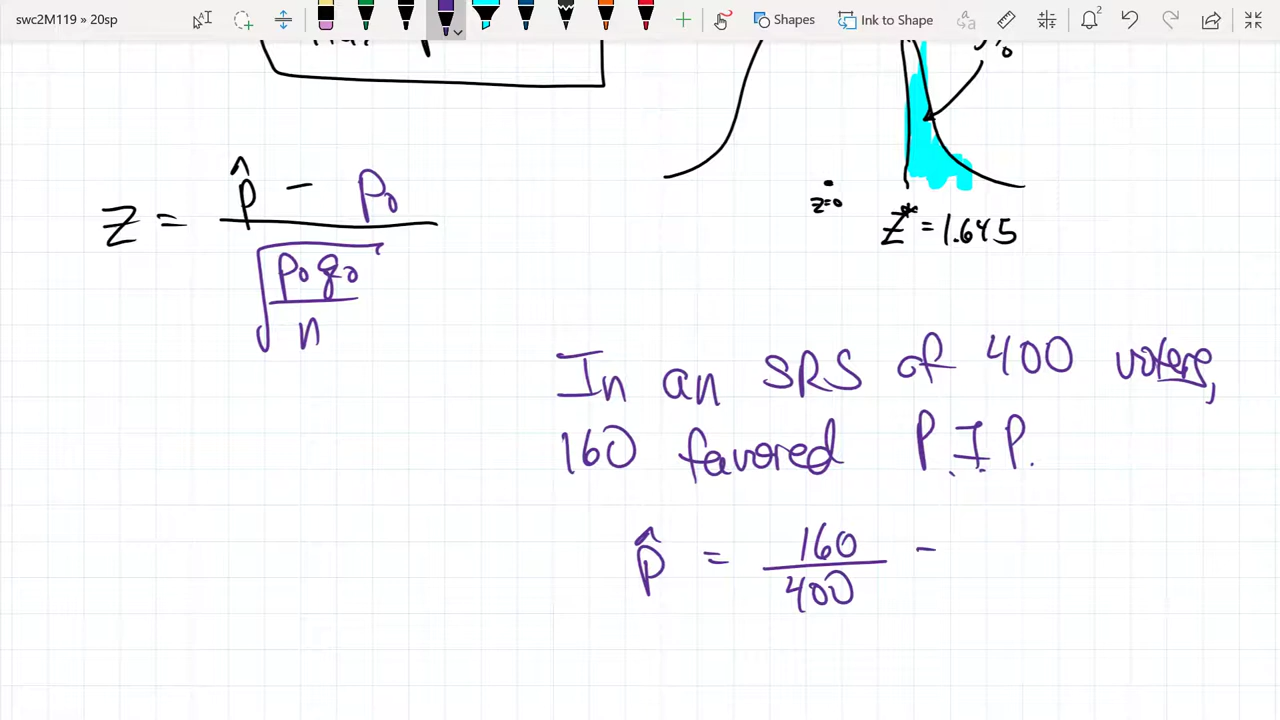 swc2M119 » 20sp
Shapes
Ink to Shape
2
%
p̂ - p₀
Z =
√(p₀q₀/n)
z=0
Z* = 1.645
In an SRS of 400 voters,
160 favored P.I.P.
p̂ = 160/400 -